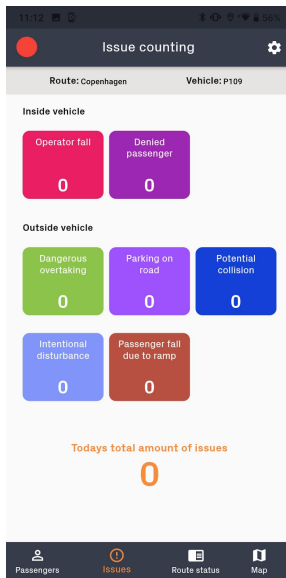 11:12
56%
Issue counting
Route: Copenhagen Vehicle: P109
Inside vehicle
Operator fall
0
Denied
passenger
0
Outside vehicle
Dangerous
overtaking
0
Parking on
road
0
Potential
collision
0
Intentional
disturbance
0
Passenger fall
due to ramp
0
Todays total amount of issues
0
Passengers
Issues
Route status
Map